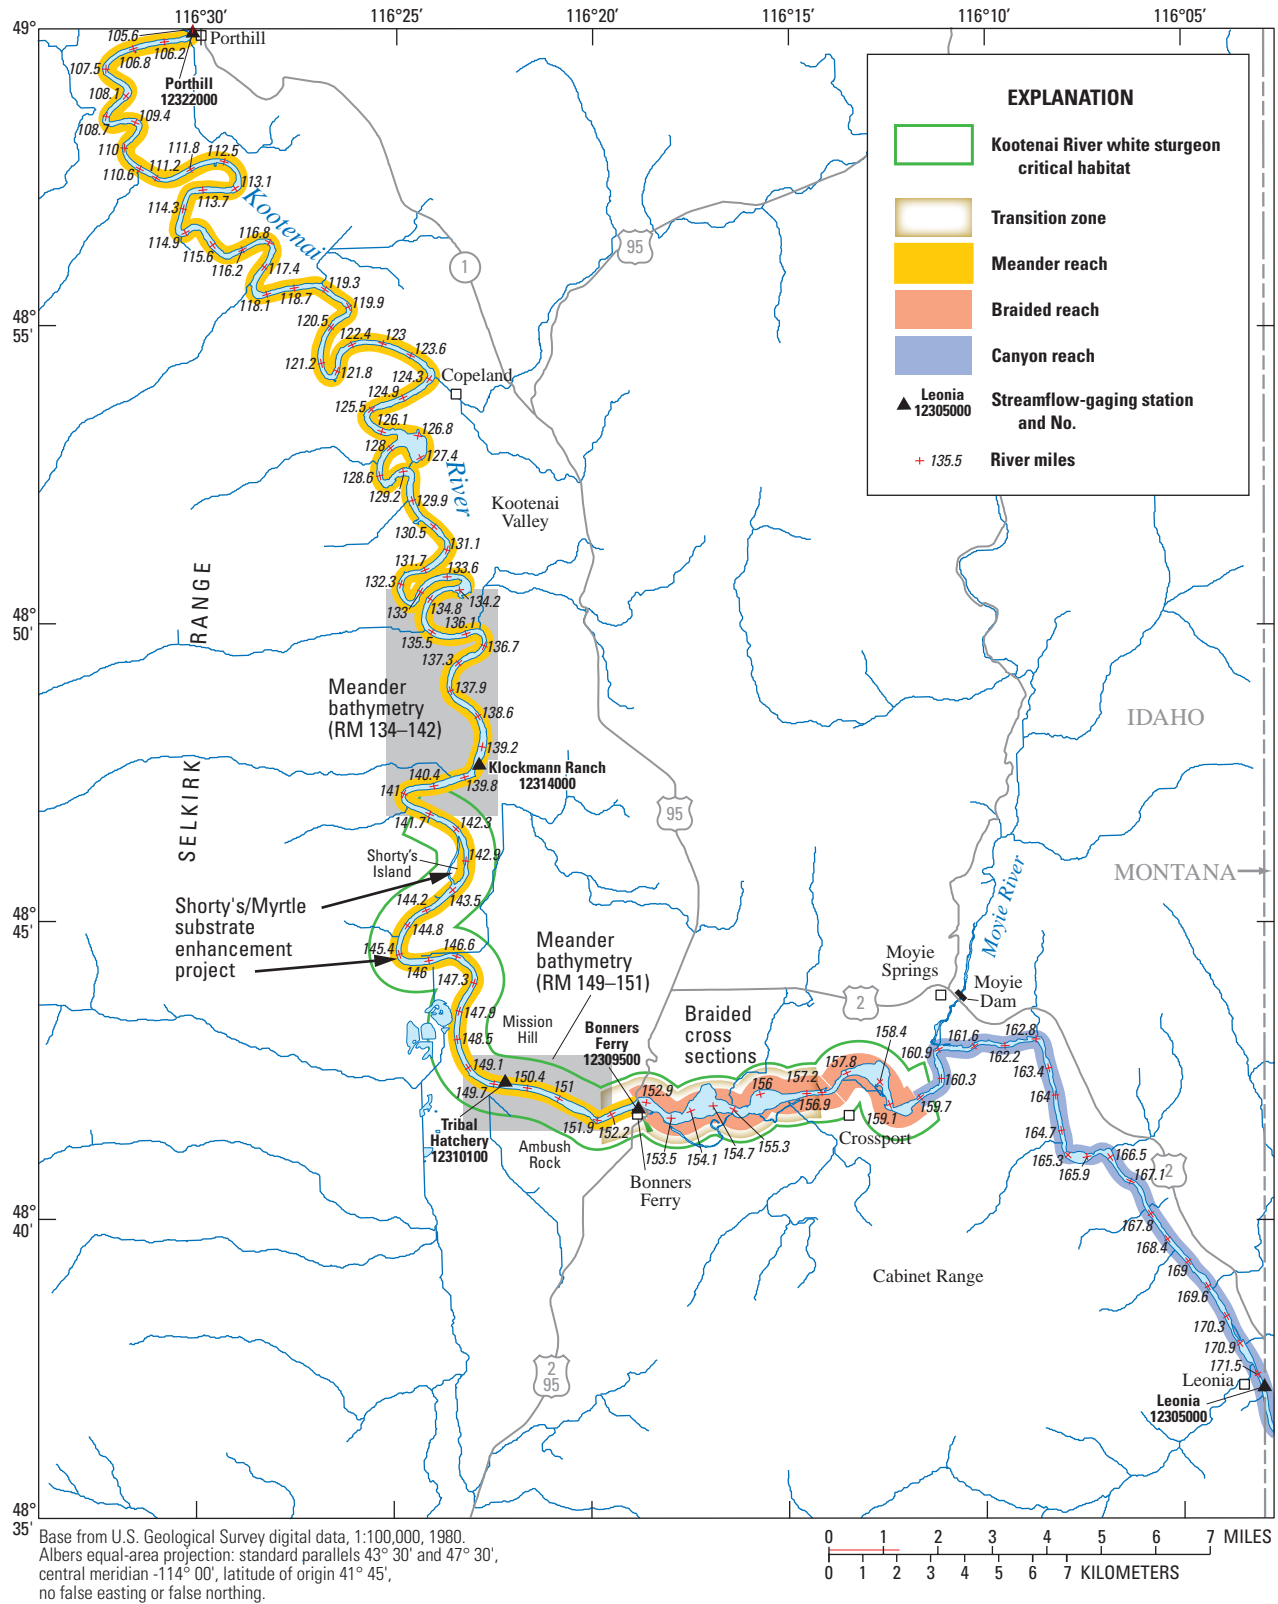 116°30'
116°25'
116°20'
116°15'
116°10'
116°05'
49°
48°
55'
48°
50'
48°
45'
48°
40'
48°
35'
Porthill
Porthill
12322000
105.6
106.2
106.8
107.5
108.1
108.7
109.4
110
110.6
111.2
111.8
112.5
113.1
113.7
114.3
114.9
115.6
116.2
116.8
117.4
118.1
118.7
119.3
119.9
120.5
121.2
121.8
122.4
123
123.6
124.3
124.9
125.5
126.1
126.8
127.4
128
128.6
129.2
129.9
130.5
131.1
131.7
132.3
133
133.6
134.2
134.8
135.5
136.1
136.7
137.3
137.9
138.6
139.2
139.8
140.4
141
141.7
142.3
142.9
143.5
144.2
144.8
145.4
146
146.6
147.3
147.9
148.5
149.1
149.7
150.4
151
151.9
152.2
152.9
153.5
154.1
154.7
155.3
156
156.9
157.2
157.8
158.4
159.1
159.7
160.3
160.9
161.6
162.2
162.8
163.4
164
164.7
165.3
165.9
166.5
167.1
167.8
168.4
169
169.6
170.3
170.9
171.5
Kootenai
River
1
95
Copeland
Kootenai
Valley
SELKIRK RANGE
Meander
bathymetry
(RM 134–142)
Klockmann Ranch
12314000
95
IDAHO
MONTANA
Shorty's
Island
Shorty's/Myrtle
substrate
enhancement
project
Meander
bathymetry
(RM 149–151)
Mission
Hill
Bonners
Ferry
12309500
Braided
cross
sections
Moyie River
Moyie
Springs
Moyie
Dam
2
Tribal
Hatchery
12310100
Ambush
Rock
Bonners
Ferry
Crossport
2
Cabinet Range
2
95
Leonia
Leonia
12305000
EXPLANATION
Kootenai River white sturgeon
critical habitat
Transition zone
Meander reach
Braided reach
Canyon reach
Leonia
12305000
Streamflow-gaging station
and No.
135.5 River miles
Base from U.S. Geological Survey digital data, 1:100,000, 1980.
Albers equal-area projection: standard parallels 43° 30' and 47° 30',
central meridian -114° 00', latitude of origin 41° 45',
no false easting or false northing.
0 1 2 3 4 5 6 7 MILES
0 1 2 3 4 5 6 7 KILOMETERS